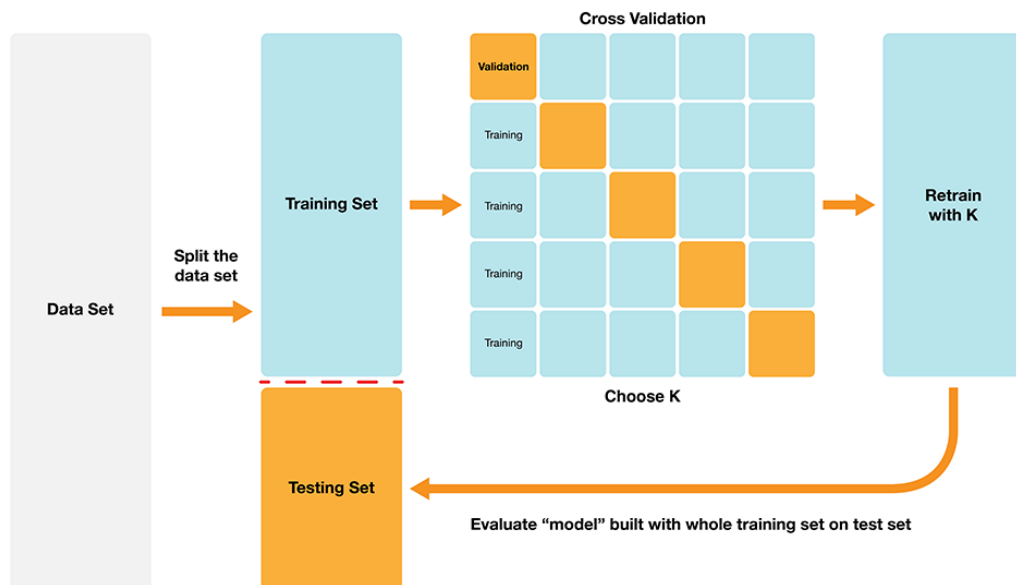 Cross Validation
Data Set
Split the
data set
Training Set
Testing Set
Validation
Training
Training
Training
Training
Choose K
Retrain
with K
Evaluate “model” built with whole training set on test set